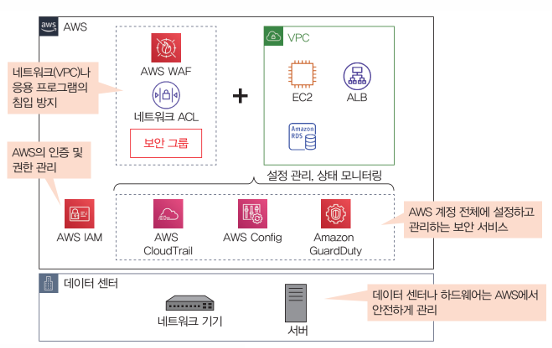 aws
AWS
네트워크(VPC)나
응용 프로그램의
침입 방지
AWS WAF
네트워크 ACL
보안 그룹
+
VPC
EC2
ALB
Amazon
RDS
AWS의 인증 및
권한 관리
설정 관리, 상태 모니터링
AWS IAM
AWS
CloudTrail
AWS Config
Amazon
GuardDuty
AWS 계정 전체에 설정하고
관리하는 보안 서비스
데이터 센터
네트워크 기기
서버
데이터 센터나 하드웨어는 AWS에서
안전하게 관리